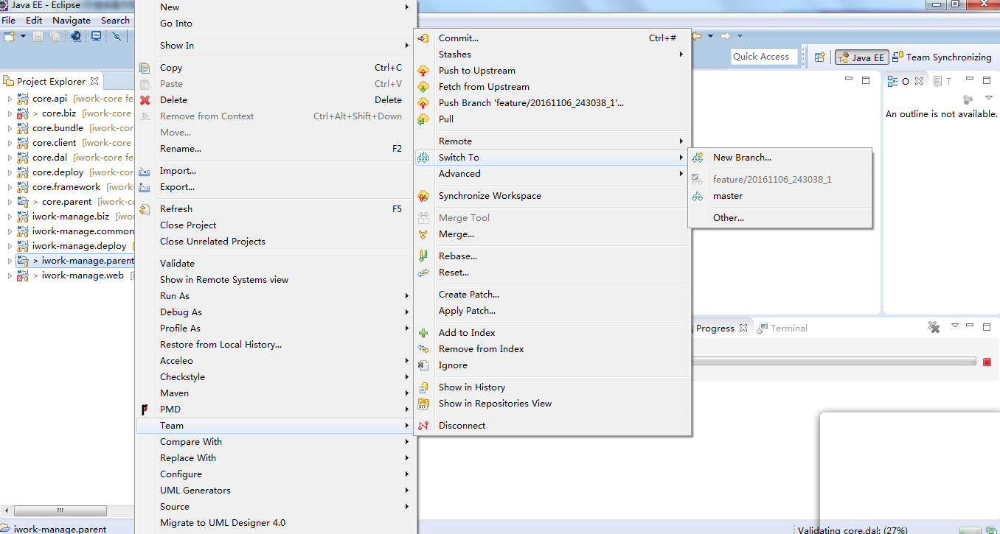 Java EE - Eclipse
File Edit Navigate Search
Quick Access
Java EE
Team Synchronizing
Project Explorer
core.api [iwork-core fe
> core.biz [iwork-core
core.bundle [iwork-core
core.client [iwork-core
core.dal [iwork-core fe
core.deploy [iwork-co
core.framework [iwork
> core.parent [iwork-co
iwork-manage.biz [iwo
iwork-manage.common
iwork-manage.deploy [
> iwork-manage.parent
> iwork-manage.web [i
iwork-manage.parent
New
Go Into
Show In
Copy Ctrl+C
Paste Ctrl+V
Delete Delete
Remove from Context Ctrl+Alt+Shift+Down
Move...
Rename... F2
Import...
Export...
Refresh F5
Close Project
Close Unrelated Projects
Validate
Show in Remote Systems view
Run As
Debug As
Profile As
Restore from Local History...
Acceleo
Checkstyle
Maven
PMD
Team
Compare With
Replace With
Configure
UML Generators
Source
Migrate to UML Designer 4.0
Commit... Ctrl+#
Stashes
Push to Upstream
Fetch from Upstream
Push Branch 'feature/20161106_243038_1'...
Pull
Remote
Switch To
Advanced
Synchronize Workspace
Merge Tool
Merge...
Rebase...
Reset...
Create Patch...
Apply Patch...
Add to Index
Remove from Index
Ignore
Show in History
Show in Repositories View
GIT
Disconnect
New Branch...
feature/20161106_243038_1
master
Other...
O
T
An outline is not available.
Progress
Terminal
Validating core.dal: (27%)